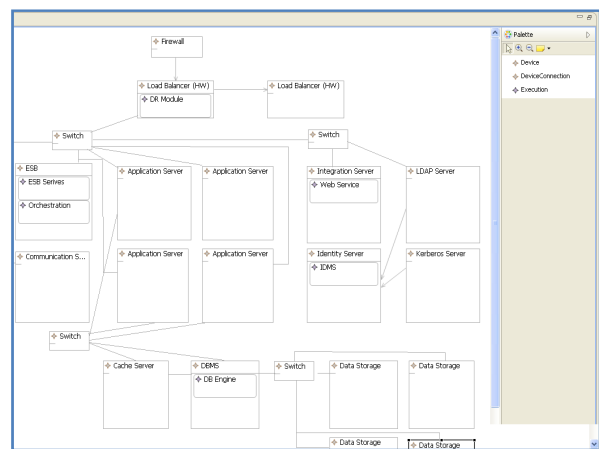 Palette
Firewall
Device
DeviceConnection
Execution
Load Balancer (HW)
Load Balancer (HW)
DR Module
Switch
Switch
ESB
Application Server
Application Server
Integration Server
LDAP Server
ESB Serives
Web Service
Orchestration
Communication S...
Application Server
Application Server
Identity Server
Kerberos Server
IDMS
Switch
Cache Server
DBMS
Switch
Data Storage
Data Storage
DB Engine
Data Storage
Data Storage